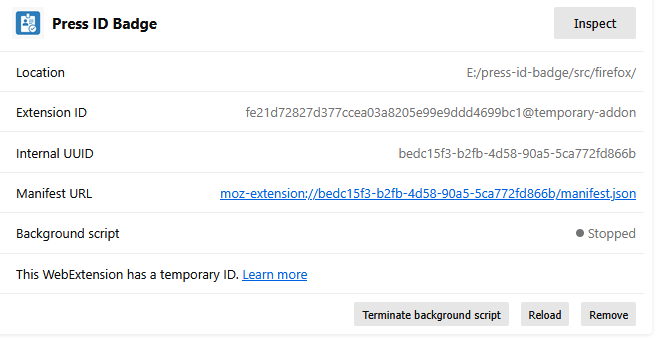 Press ID Badge
Inspect
Location E:/press-id-badge/src/firefox/
Extension ID fe21d72827d377ccea03a8205e99e9ddd4699bc1@temporary-addon
Internal UUID bedc15f3-b2fb-4d58-90a5-5ca772fd866b
Manifest URL moz-extension://bedc15f3-b2fb-4d58-90a5-5ca772fd866b/manifest.json
Background script Stopped
This WebExtension has a temporary ID. Learn more
Terminate background script Reload Remove